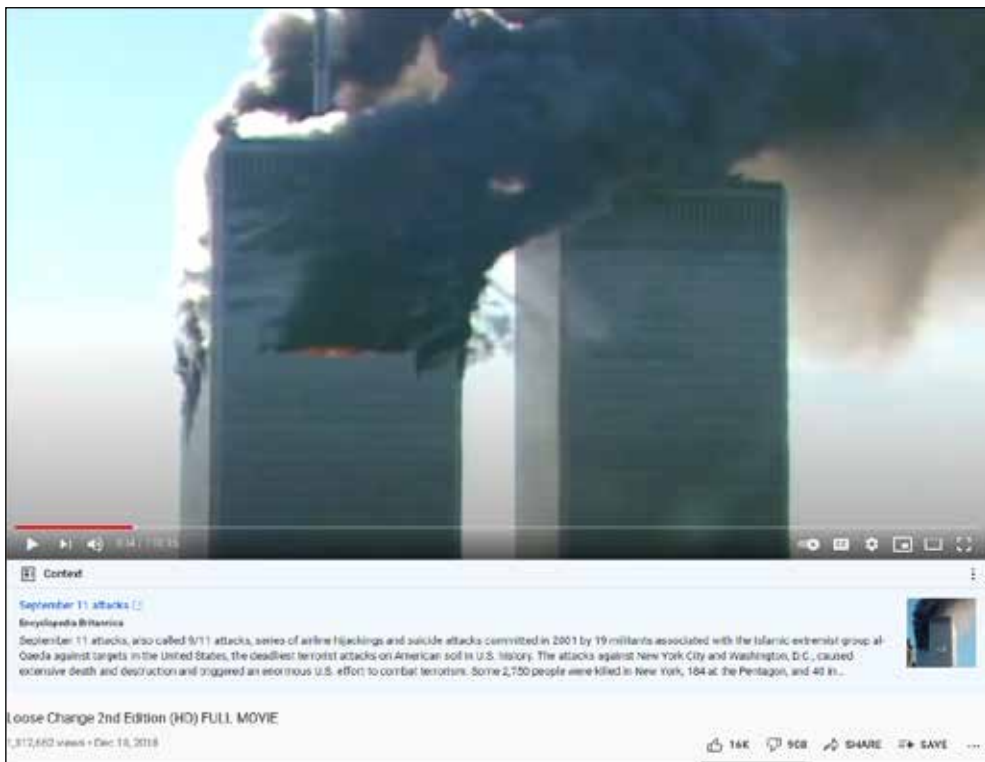 Context
September 11 attacks
Encyclopedia Britannica
September 11 attacks, also called 9/11 attacks, series of airline hijackings and suicide attacks committed in 2001 by 19 militants associated with the Islamic extremist group al-
Qaeda against targets in the United States, the deadliest terrorist attacks on American soil in U.S. history. The attacks against New York City and Washington, D.C., caused
extensive death and destruction and triggered an enormous U.S. effort to combat terrorism. Some 2,750 people were killed in New York, 184 at the Pentagon, and 40 in...
Loose Change 2nd Edition (HD) FULL MOVIE
views • Dec 2018
16K 908 SHARE SAVE ...